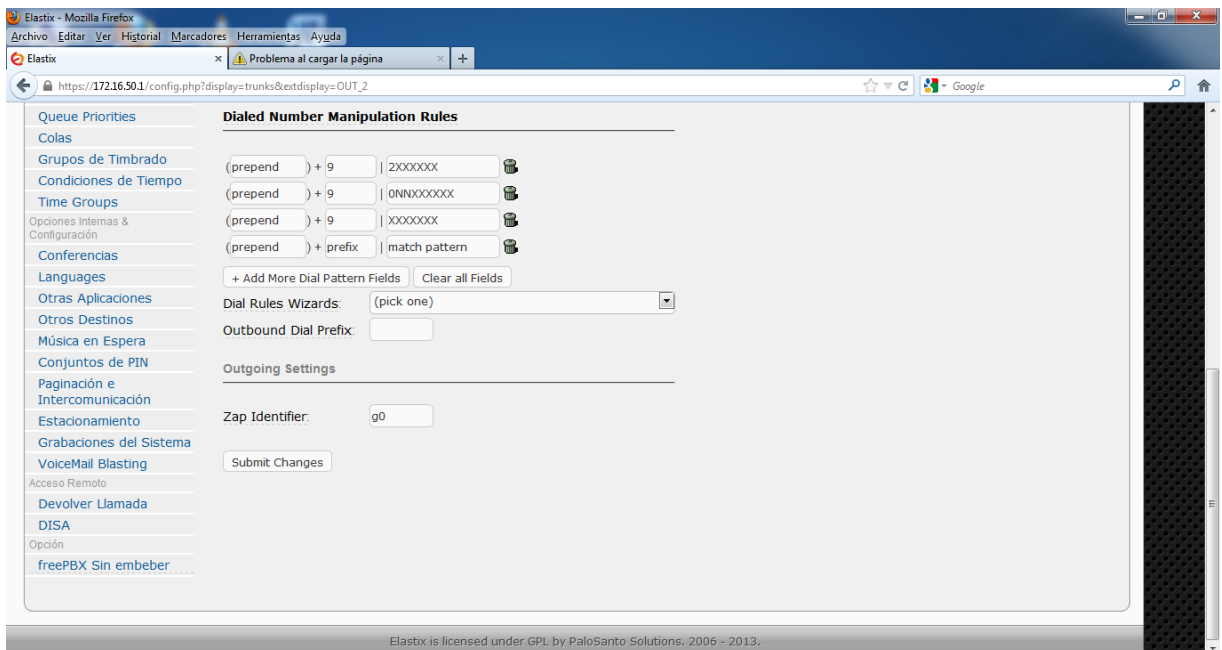 Elastix - Mozilla Firefox
Archivo Editar Ver Historial Marcadores Herramientas Ayuda
Elastix × Problema al cargar la página × +
https://172.16.50.1/config.php?display=trunks&extdisplay=OUT_2 Google
Queue Priorities
Colas
Grupos de Timbrado
Condiciones de Tiempo
Time Groups
Opciones Internas &
Configuración
Conferencias
Languages
Otras Aplicaciones
Otros Destinos
Música en Espera
Conjuntos de PIN
Paginación e
Intercomunicación
Estacionamiento
Grabaciones del Sistema
VoiceMail Blasting
Acceso Remoto
Devolver Llamada
DISA
Opción
freePBX Sin embeber
Dialed Number Manipulation Rules
(prepend) + 9 | 2XXXXXX
(prepend) + 9 | 0NNXXXXXX
(prepend) + 9 | XXXXXXX
(prepend) + prefix | match pattern
+ Add More Dial Pattern Fields Clear all Fields
Dial Rules Wizards: (pick one)
Outbound Dial Prefix:
Outgoing Settings
Zap Identifier: g0
Submit Changes
Elastix is licensed under GPL by PaloSanto Solutions. 2006 - 2013.